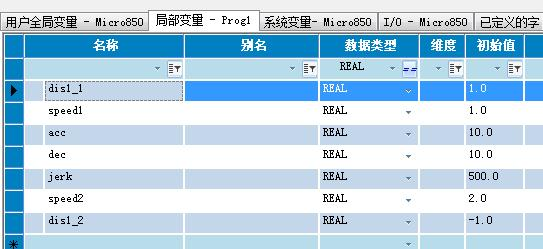 用户全局变量 - Micro850 局部变量 - Prog1 系统变量- Micro850 I/O - Micro850 已定义的字
名称 别名 数据类型 维度 初始值
REAL
dis1_1 REAL 1.0
speed1 REAL 1.0
acc REAL 10.0
dec REAL 10.0
jerk REAL 500.0
speed2 REAL 2.0
dis1_2 REAL -1.0